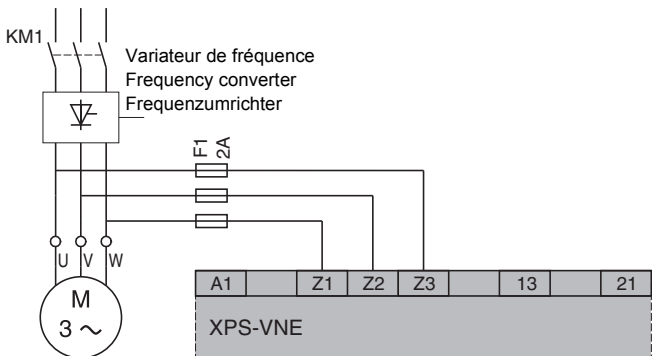 KM1
Variateur de fréquence
Frequency converter
Frequenzumrichter
F1
2A
U V W
M
3 ~
A1 Z1 Z2 Z3 13 21
XPS-VNE